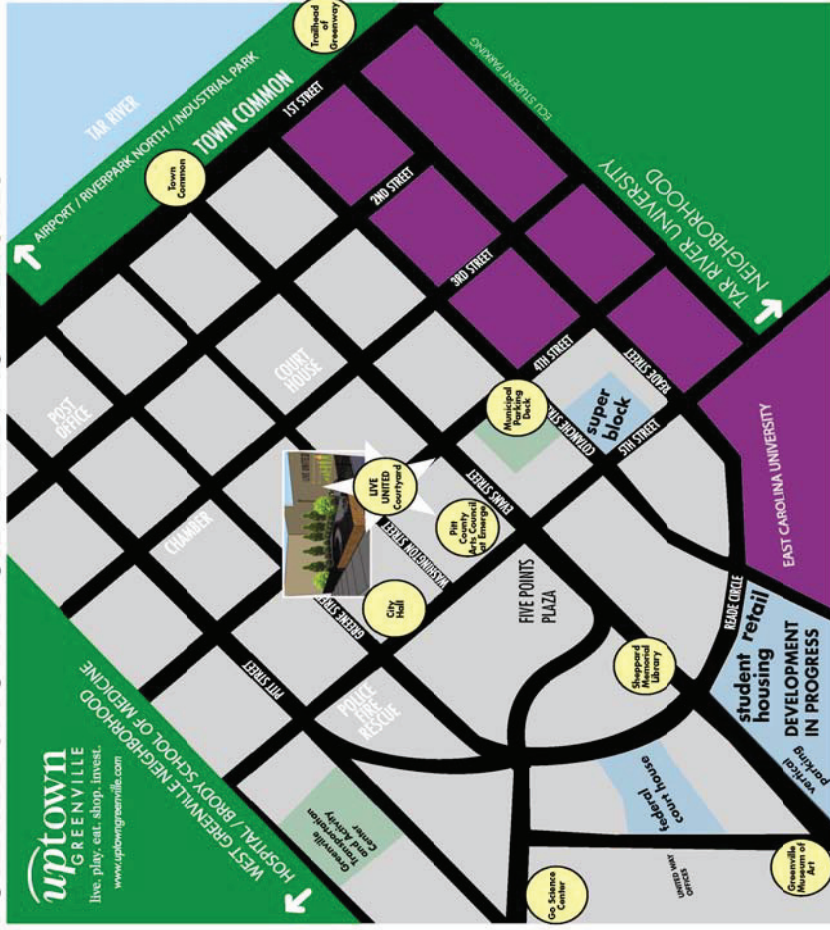 uptown
GREENVILLE
live. play. eat. shop. invest.
www.uptowngreenville.com
TAR RIVER
AIRPORT / RIVERPARK NORTH / INDUSTRIAL PARK
TOWN COMMON
Trailhead
of
Greenway
Town
Common
1ST STREET
2ND STREET
3RD STREET
4TH STREET
5TH STREET
ECU STUDENT PARKING
TAR RIVER UNIVERSITY
NEIGHBORHOOD
POST
OFFICE
COURT
HOUSE
CHAMBER
LIVE
UNITED
Courtyard
Municipal
Parking
Deck
super
block
READE STREET
EVANS STREET
WASHINGTON STREET
GREENE STREET
PITT STREET
Pitt
County
Arts Council
at Emerge
City
Hall
FIVE POINTS
PLAZA
POLICE
FIRE
RESCUE
WEST GREENVILLE NEIGHBORHOOD
HOSPITAL / BRODY SCHOOL OF MEDICINE
Greenville
Transportation
and Activity
Center
Sheppard
Memorial
Library
READE CIRCLE
EAST CAROLINA UNIVERSITY
student retail
housing
DEVELOPMENT
IN PROGRESS
vertical
parking
federal
court house
UNITED WAY
OFFICES
Go Science
Center
Greenville
Museum of
Art